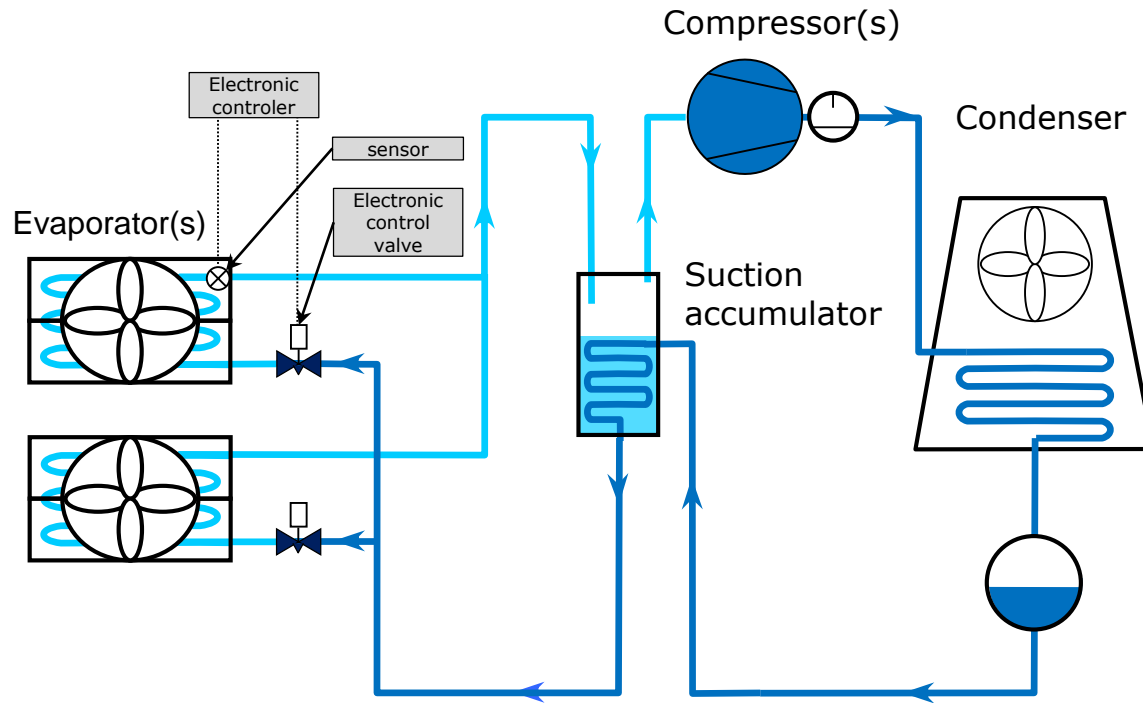 Compressor(s)
Electronic
controler
Condenser
sensor
Electronic
control
valve
Evaporator(s)
Suction
accumulator